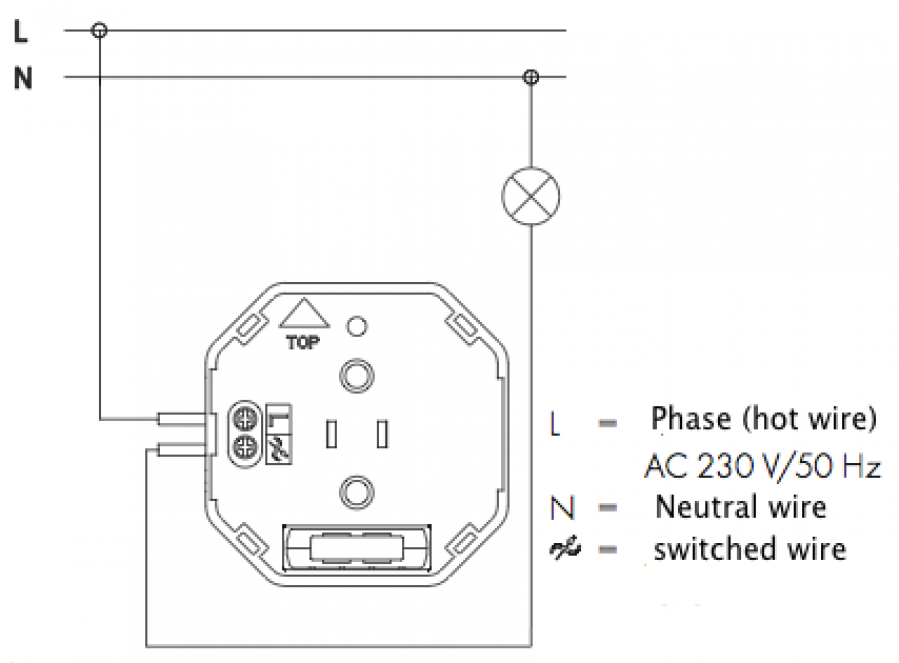 L
N
TOP
L
L = Phase (hot wire)
AC 230 V/50 Hz
N = Neutral wire
= switched wire